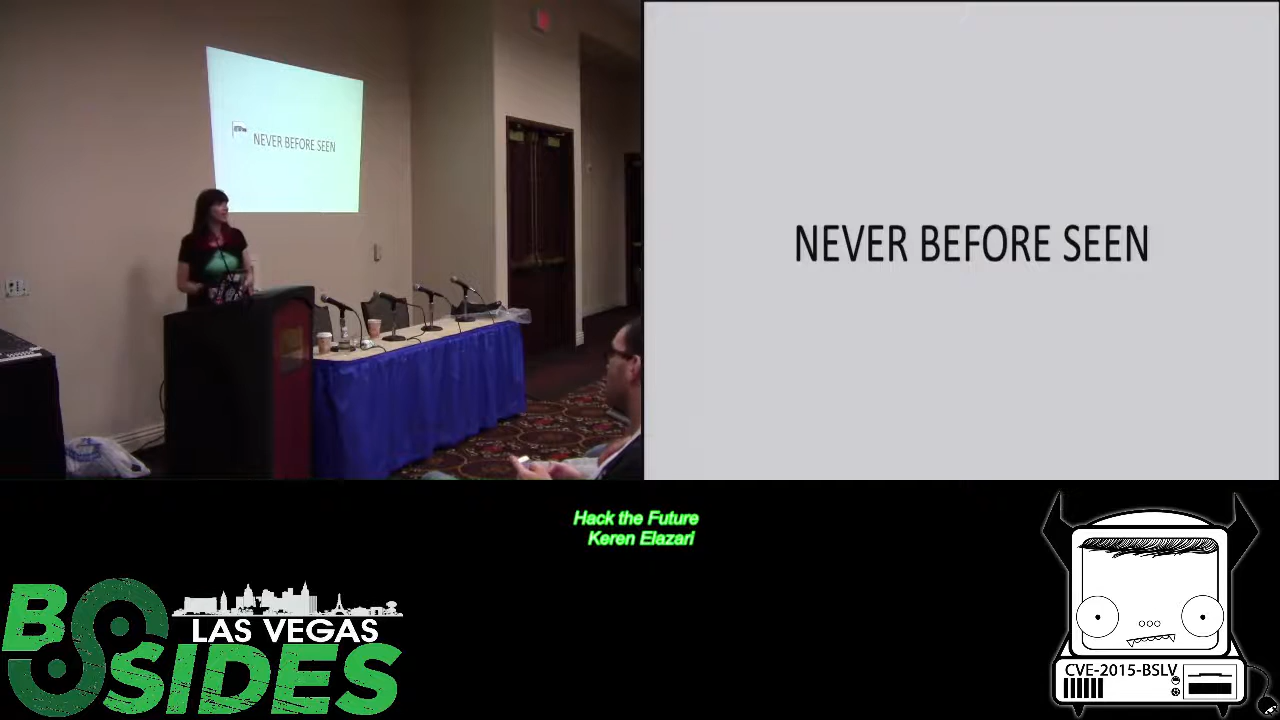 NEVER BEFORE SEEN
NEVER BEFORE SEEN
Hack the Future
Keren Elazari
BSIDES
LAS VEGAS
CVE-2015-BSLV